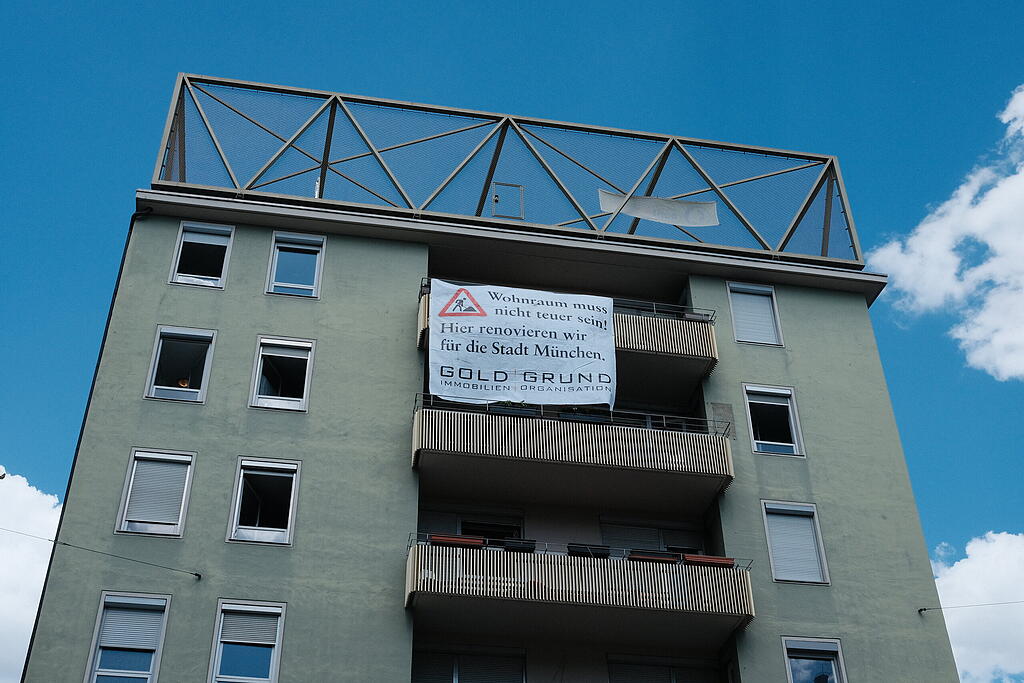 Wohnraum muss
nicht teuer sein!
Hier renovieren wir
für die Stadt München.
GOLD GRUND
IMMOBILIEN ORGANISATION